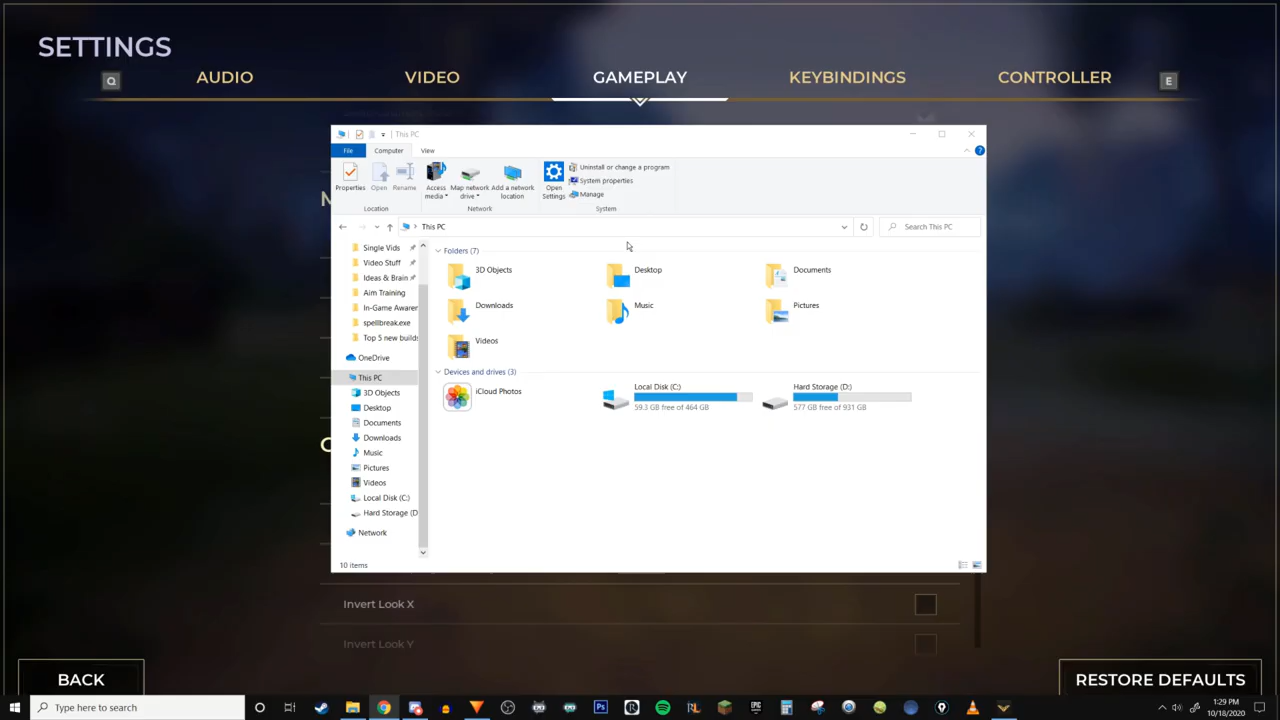 SETTINGS
Q
AUDIO
VIDEO
GAMEPLAY
KEYBINDINGS
CONTROLLER
E
This PC
File
Computer
View
Properties
Open
Rename
Location
Access media
Map network drive
Add a network location
Network
Open Settings
Uninstall or change a program
System properties
Manage
System
This PC
Search This PC
Single Vids
Video Stuff
Ideas & Brain
Aim Training
In-Game Awaren
spellbreak.exe
Top 5 new builds
OneDrive
This PC
3D Objects
Desktop
Documents
Downloads
Music
Pictures
Videos
Local Disk (C:)
Hard Storage (D
Network
Folders (7)
3D Objects
Desktop
Documents
Downloads
Music
Pictures
Videos
Devices and drives (3)
iCloud Photos
Local Disk (C:)
59.3 GB free of 464 GB
Hard Storage (D:)
577 GB free of 931 GB
10 items
Invert Look X
Invert Look Y
BACK
RESTORE DEFAULTS
Type here to search
Ps
EPIC
1:29 PM
10/18/2020